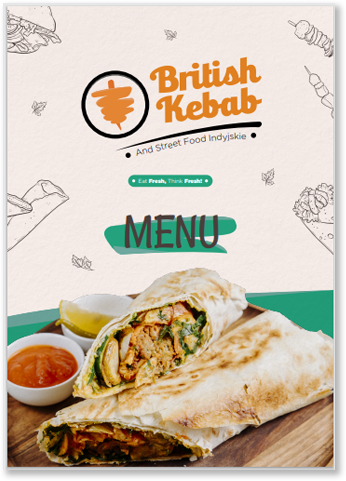 British
Kebab
And Street Food Indyjskie
Eat Fresh, Think Fresh!
MENU